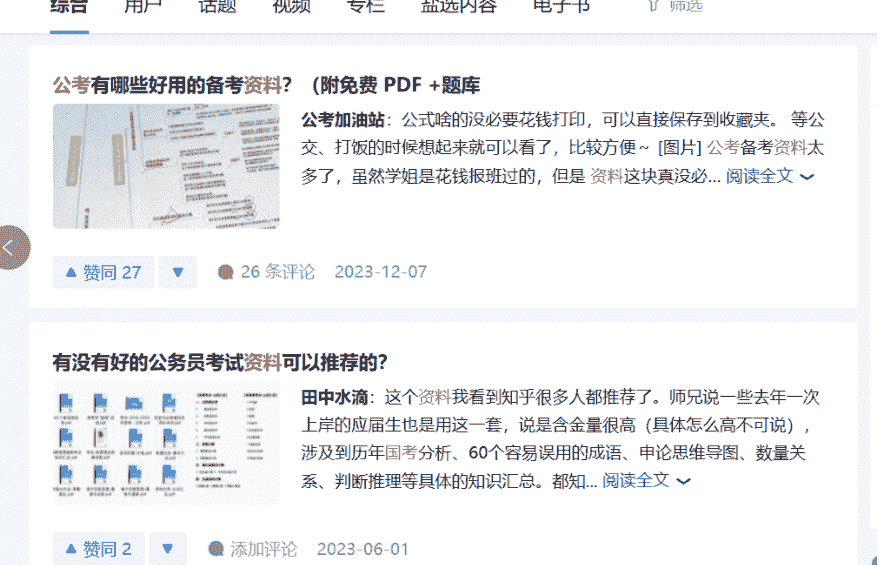 综合 用户 话题 视频 专栏 盐选内容 电子书 筛选
公考有哪些好用的备考资料？（附免费 PDF +题库
公考加油站：公式啥的没必要花钱打印，可以直接保存到收藏夹。 等公
交、打饭的时候想起来就可以看了，比较方便～ [图片] 公考备考资料太
多了，虽然学姐是花钱报班过的，但是 资料这块真没必... 阅读全文
赞同 27 26 条评论 2023-12-07
有没有好的公务员考试资料可以推荐的？
田中水滴：这个资料我看到知乎很多人都推荐了。师兄说一些去年一次
上岸的应届生也是用这一套，说是含金量很高（具体怎么高不可说），
涉及到历年国考分析、60个容易误用的成语、申论思维导图、数量关
系、判断推理等具体的知识汇总。都知... 阅读全文
赞同 2 添加评论 2023-06-01